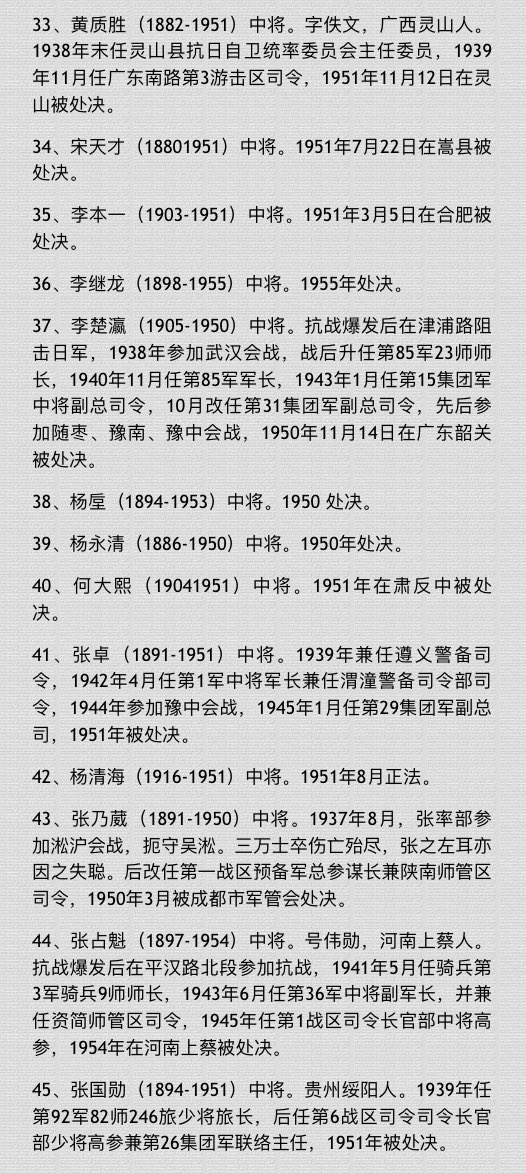 33、黄质胜（1882-1951）中将。字佚文，广西灵山人。
1938年末任灵山县抗日自卫统率委员会主任委员，1939
年11月任广东南路第3游击区司令，1951年11月12日在灵
山被处决。
34、宋天才（18801951）中将。1951年7月22日在嵩县被
处决。
35、李本一（1903-1951）中将。1951年3月5日在合肥被
处决。
36、李继龙（1898-1955）中将。1955年处决。
37、李楚瀛（1905-1950）中将。抗战爆发后在津浦路阻
击日军，1938年参加武汉会战，战后升任第85军23师师
长，1940年11月任第85军军长，1943年1月任第15集团军
中将副总司令，10月改任第31集团军副总司令，先后参
加随枣、豫南、豫中会战，1950年11月14日在广东韶关
被处决。
38、杨垕（1894-1953）中将。1950 处决。
39、杨永清（1886-1950）中将。1950年处决。
40、何大熙（19041951）中将。1951年在肃反中被处
决。
41、张卓（1891-1951）中将。1939年兼任遵义警备司
令，1942年4月任第1军中将军长兼任渭潼警备司令部司
令，1944年参加豫中会战，1945年1月任第29集团军副总
司，1951年被处决。
42、杨清海（1916-1951）中将。1951年8月正法。
43、张乃葳（1891-1950）中将。1937年8月，张率部参
加淞沪会战，扼守吴淞。三万士卒伤亡殆尽，张之左耳亦
因之失聪。后改任第一战区预备军总参谋长兼陕南师管区
司令，1950年3月被成都市军管会处决。
44、张占魁（1897-1954）中将。号伟勋，河南上蔡人。
抗战爆发后在平汉路北段参加抗战，1941年5月任骑兵第
3军骑兵9师师长，1943年6月任第36军中将副军长，并兼
任资简师管区司令，1945年任第1战区司令长官部中将高
参，1954年在河南上蔡被处决。
45、张国勋（1894-1951）中将。贵州绥阳人。1939年任
第92军82师246旅少将旅长，后任第6战区司令司令长官
部少将高参兼第26集团军联络主任，1951年被处决。